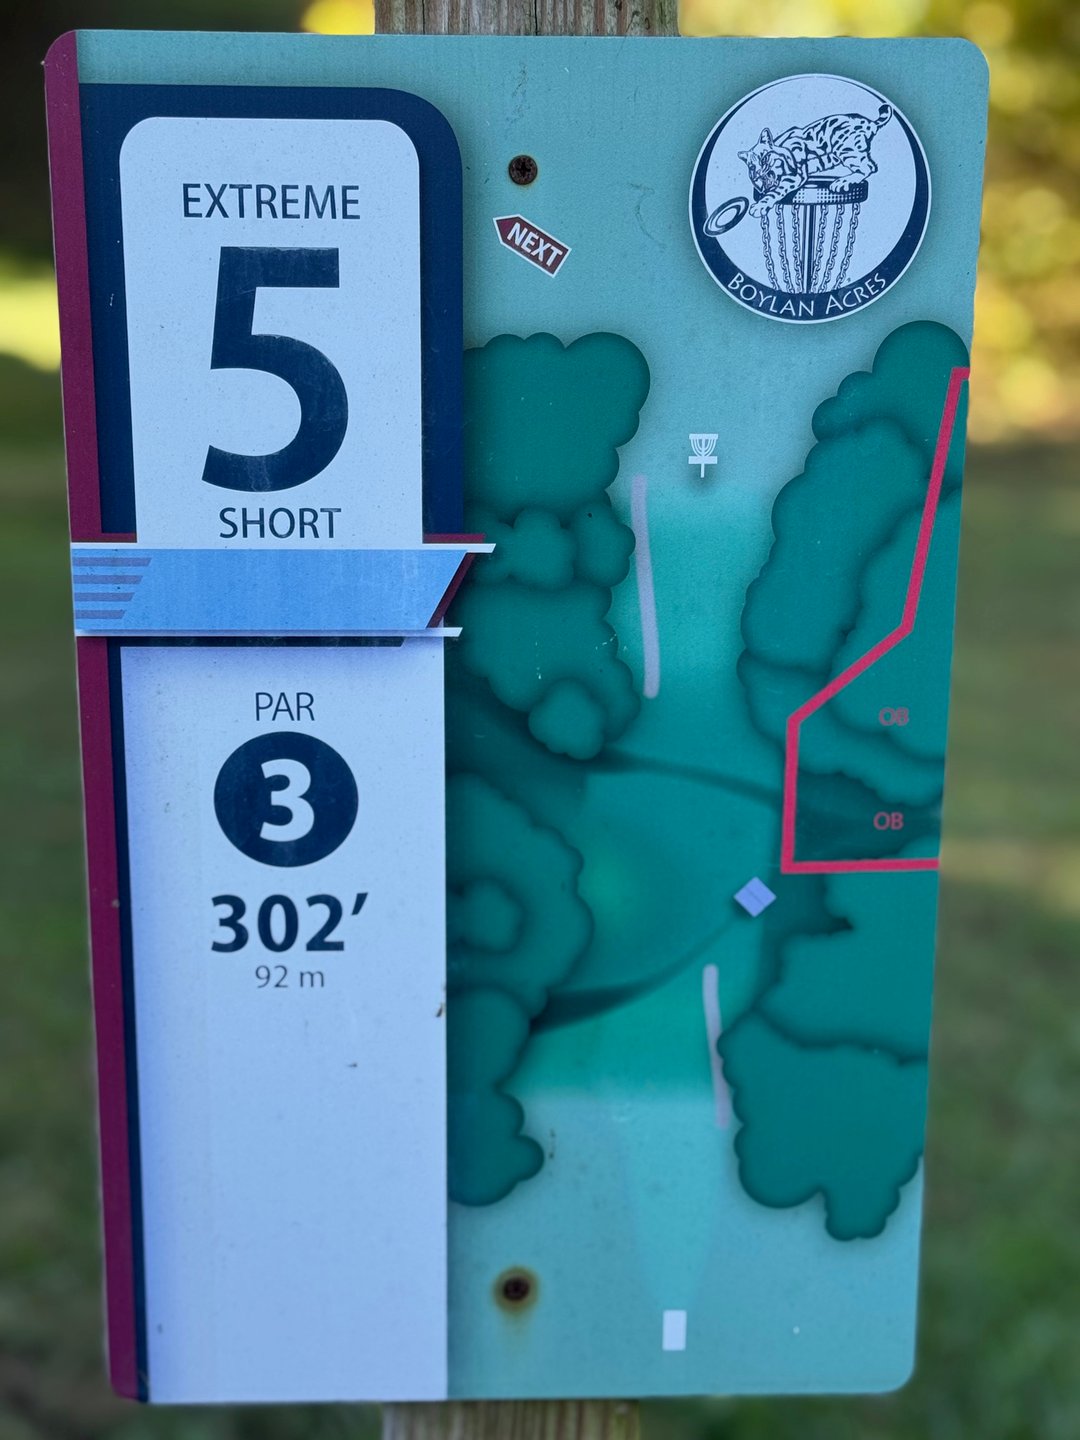 EXTREME
5
SHORT
PAR
3
302’
92 m
NEXT
BOYLAN ACRES
OB
OB